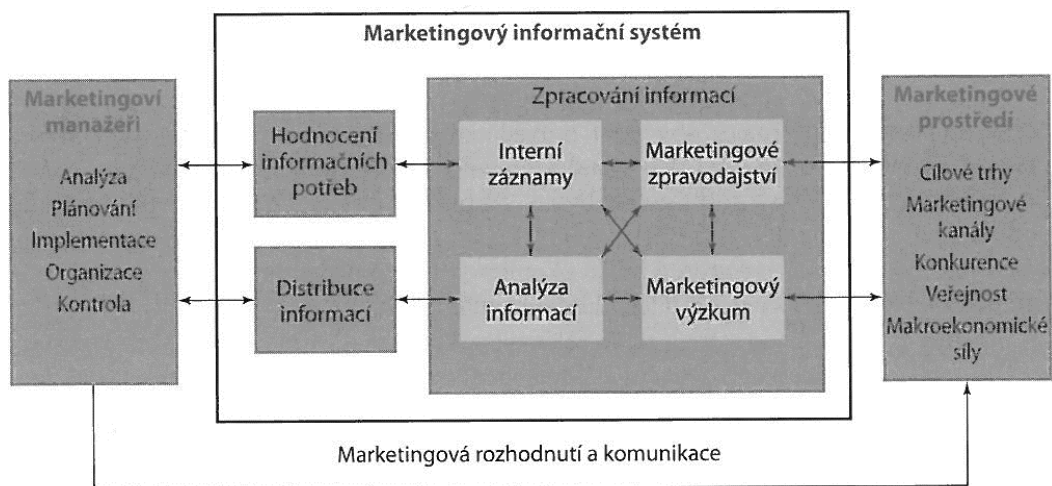 Marketingový informační systém
Marketingoví
manažeři
Analýza
Plánování
Implementace
Organizace
Kontrola
Hodnocení
informačních
potřeb
Distribuce
informací
Zpracování informací
Interní
záznamy
Marketingové
zpravodajství
Analýza
informací
Marketingový
výzkum
Marketingové
prostředí
Cílové trhy
Marketingové
kanály
Konkurence
Veřejnost
Makroekonomické
síly
Marketingová rozhodnutí a komunikace